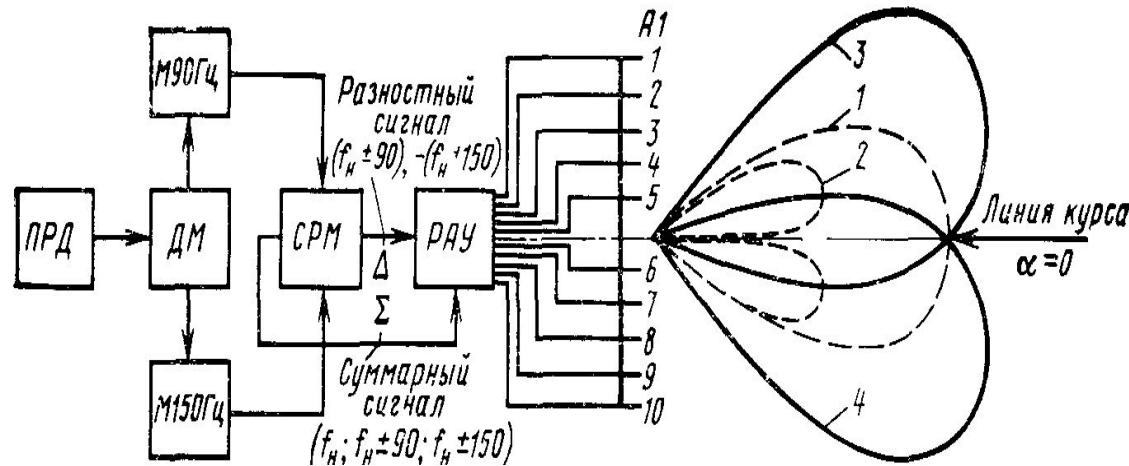 М90Гц
ПРД
ДМ
М150Гц
СРМ
Разностный
сигнал
(fн ±90), -(fн +150)
Δ
Σ
Суммарный
сигнал
(fн; fн ±90; fн ±150)
РАУ
A1
1
2
3
4
5
6
7
8
9
10
3
1
2
4
Линия курса
α=0